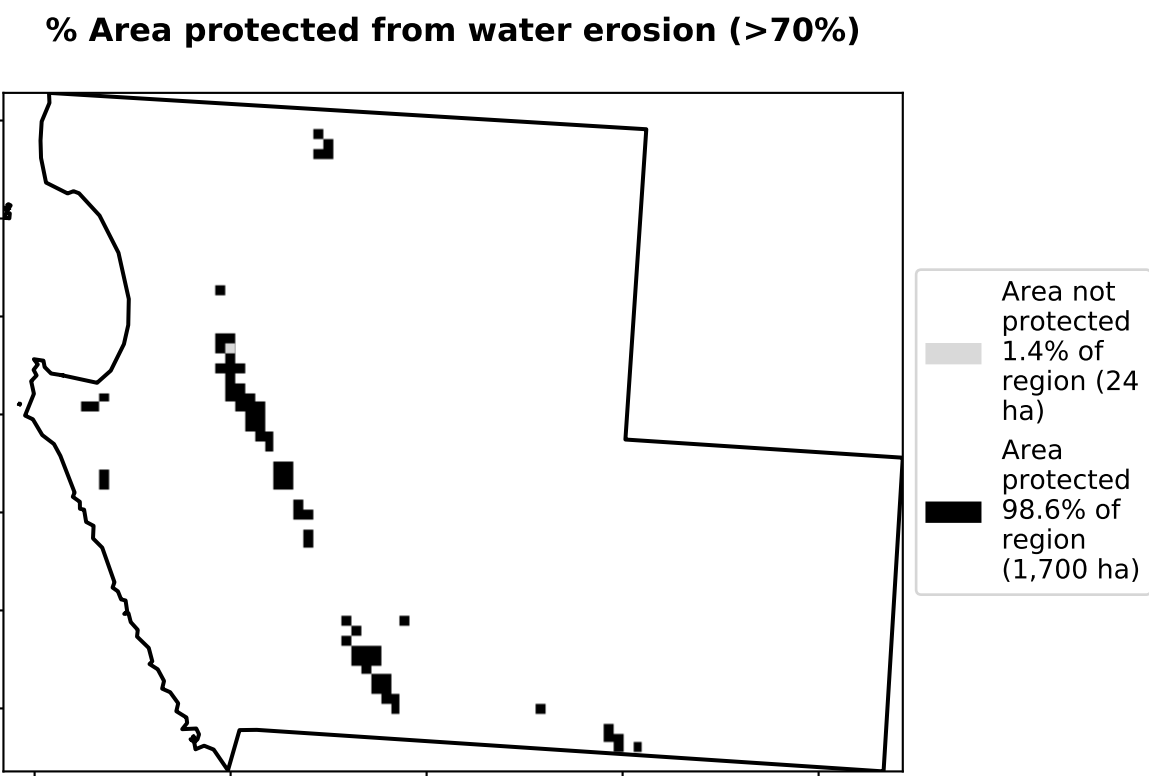 % Area protected from water erosion (>70%)
Area not
protected
1.4% of
region (24
ha)
Area
protected
98.6% of
region
(1,700 ha)